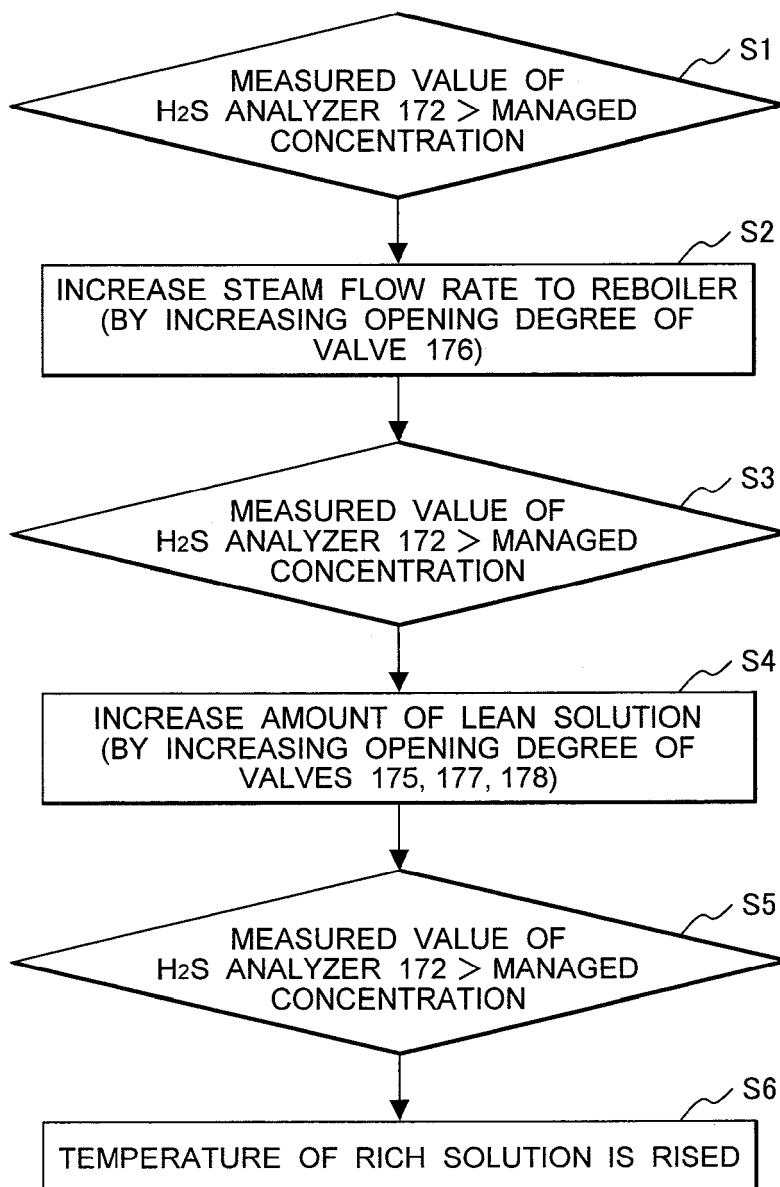 S1
MEASURED VALUE OF
H2S ANALYZER 172 > MANAGED
CONCENTRATION
S2
INCREASE STEAM FLOW RATE TO REBOILER
(BY INCREASING OPENING DEGREE OF
VALVE 176)
S3
MEASURED VALUE OF
H2S ANALYZER 172 > MANAGED
CONCENTRATION
S4
INCREASE AMOUNT OF LEAN SOLUTION
(BY INCREASING OPENING DEGREE OF
VALVES 175, 177, 178)
S5
MEASURED VALUE OF
H2S ANALYZER 172 > MANAGED
CONCENTRATION
S6
TEMPERATURE OF RICH SOLUTION IS RISED